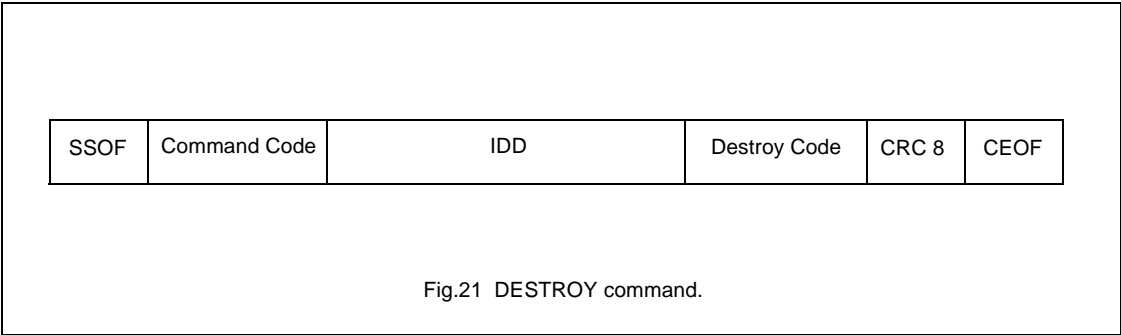 SSOF Command Code IDD Destroy Code CRC 8 CEOF
Fig.21 DESTROY command.